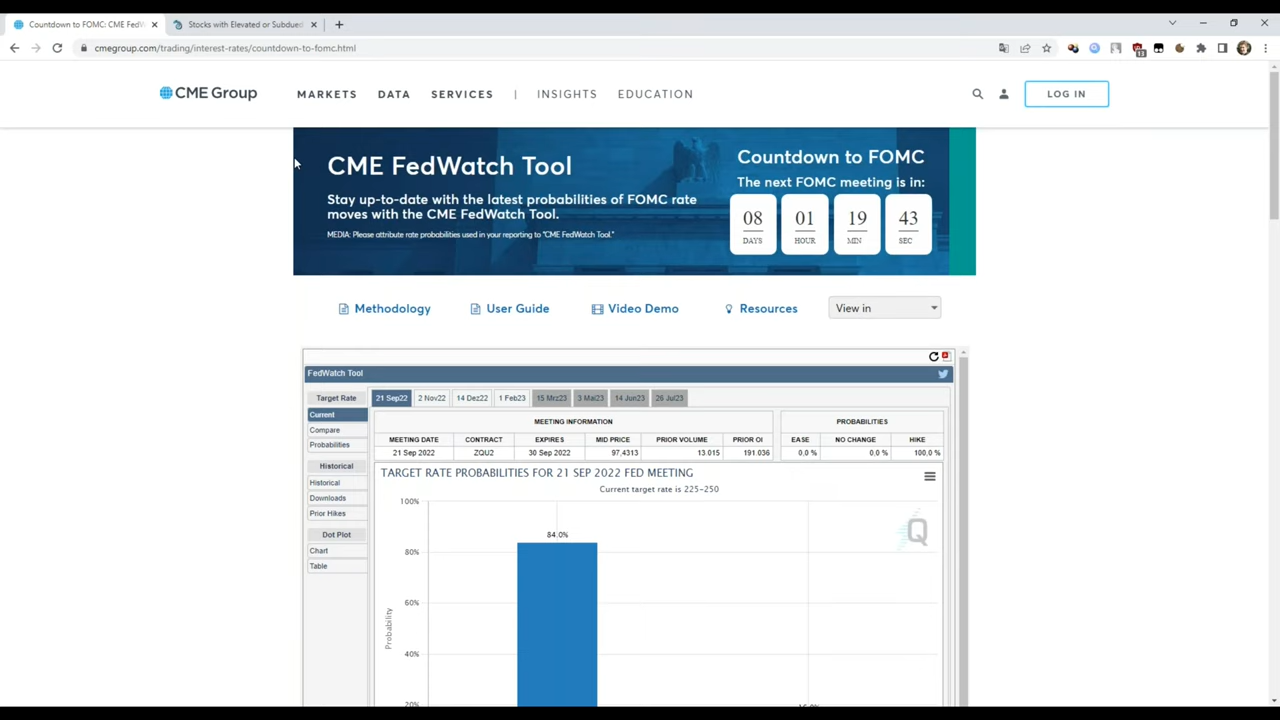 Countdown to FOMC: CME FedW
Stocks with Elevated or Subdued
cmegroup.com/trading/interest-rates/countdown-to-fomc.html
13
CME Group
MARKETS DATA SERVICES | INSIGHTS EDUCATION
LOG IN
CME FedWatch Tool
Stay up-to-date with the latest probabilities of FOMC rate
moves with the CME FedWatch Tool.
MEDIA: Please attribute rate probabilities used in your reporting to "CME FedWatch Tool."
Countdown to FOMC
The next FOMC meeting is in:
08 01 19 43
DAYS HOUR MIN SEC
Methodology User Guide Video Demo Resources View in
FedWatch Tool
Target Rate
Current
Compare
Probabilities
Historical
Historical
Downloads
Prior Hikes
Dot Plot
Chart
Table
21 Sep22 2 Nov22 14 Dez22 1 Feb23 15 Mrz23 3 Mai23 14 Jun23 26 Jul23
MEETING INFORMATION
MEETING DATE CONTRACT EXPIRES MID PRICE PRIOR VOLUME PRIOR OI
21 Sep 2022 ZQU2 30 Sep 2022 97,4313 13.015 191.036
PROBABILITIES
EASE NO CHANGE HIKE
0,0 % 0,0 % 100,0 %
TARGET RATE PROBABILITIES FOR 21 SEP 2022 FED MEETING
Current target rate is 225-250
100%
80%
60%
40%
20%
Probability
84.0%
Q